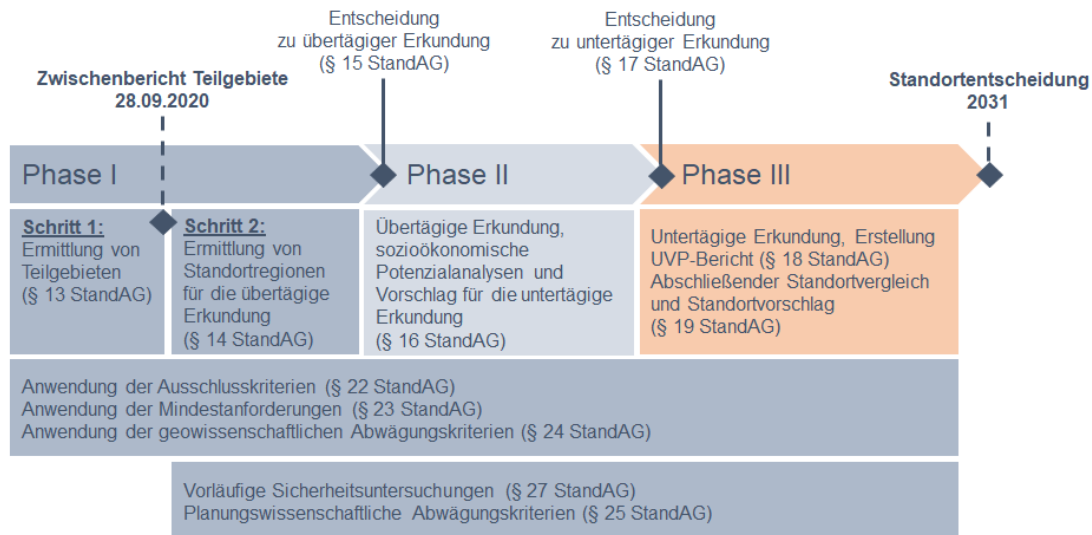 Entscheidung
zu übertägiger Erkundung
(§ 15 StandAG)
Entscheidung
zu untertägiger Erkundung
(§ 17 StandAG)
Zwischenbericht Teilgebiete
28.09.2020
Standortentscheidung
2031
Phase I
Phase II
Phase III
Schritt 1:
Ermittlung von
Teilgebieten
(§ 13 StandAG)
Schritt 2:
Ermittlung von
Standortregionen
für die übertägige
Erkundung
(§ 14 StandAG)
Übertägige Erkundung,
sozioökonomische
Potenzialanalysen und
Vorschlag für die untertägige
Erkundung
(§ 16 StandAG)
Untertägige Erkundung, Erstellung
UVP-Bericht (§ 18 StandAG)
Abschließender Standortvergleich
und Standortvorschlag
(§ 19 StandAG)
Anwendung der Ausschlusskriterien (§ 22 StandAG)
Anwendung der Mindestanforderungen (§ 23 StandAG)
Anwendung der geowissenschaftlichen Abwägungskriterien (§ 24 StandAG)
Vorläufige Sicherheitsuntersuchungen (§ 27 StandAG)
Planungswissenschaftliche Abwägungskriterien (§ 25 StandAG)